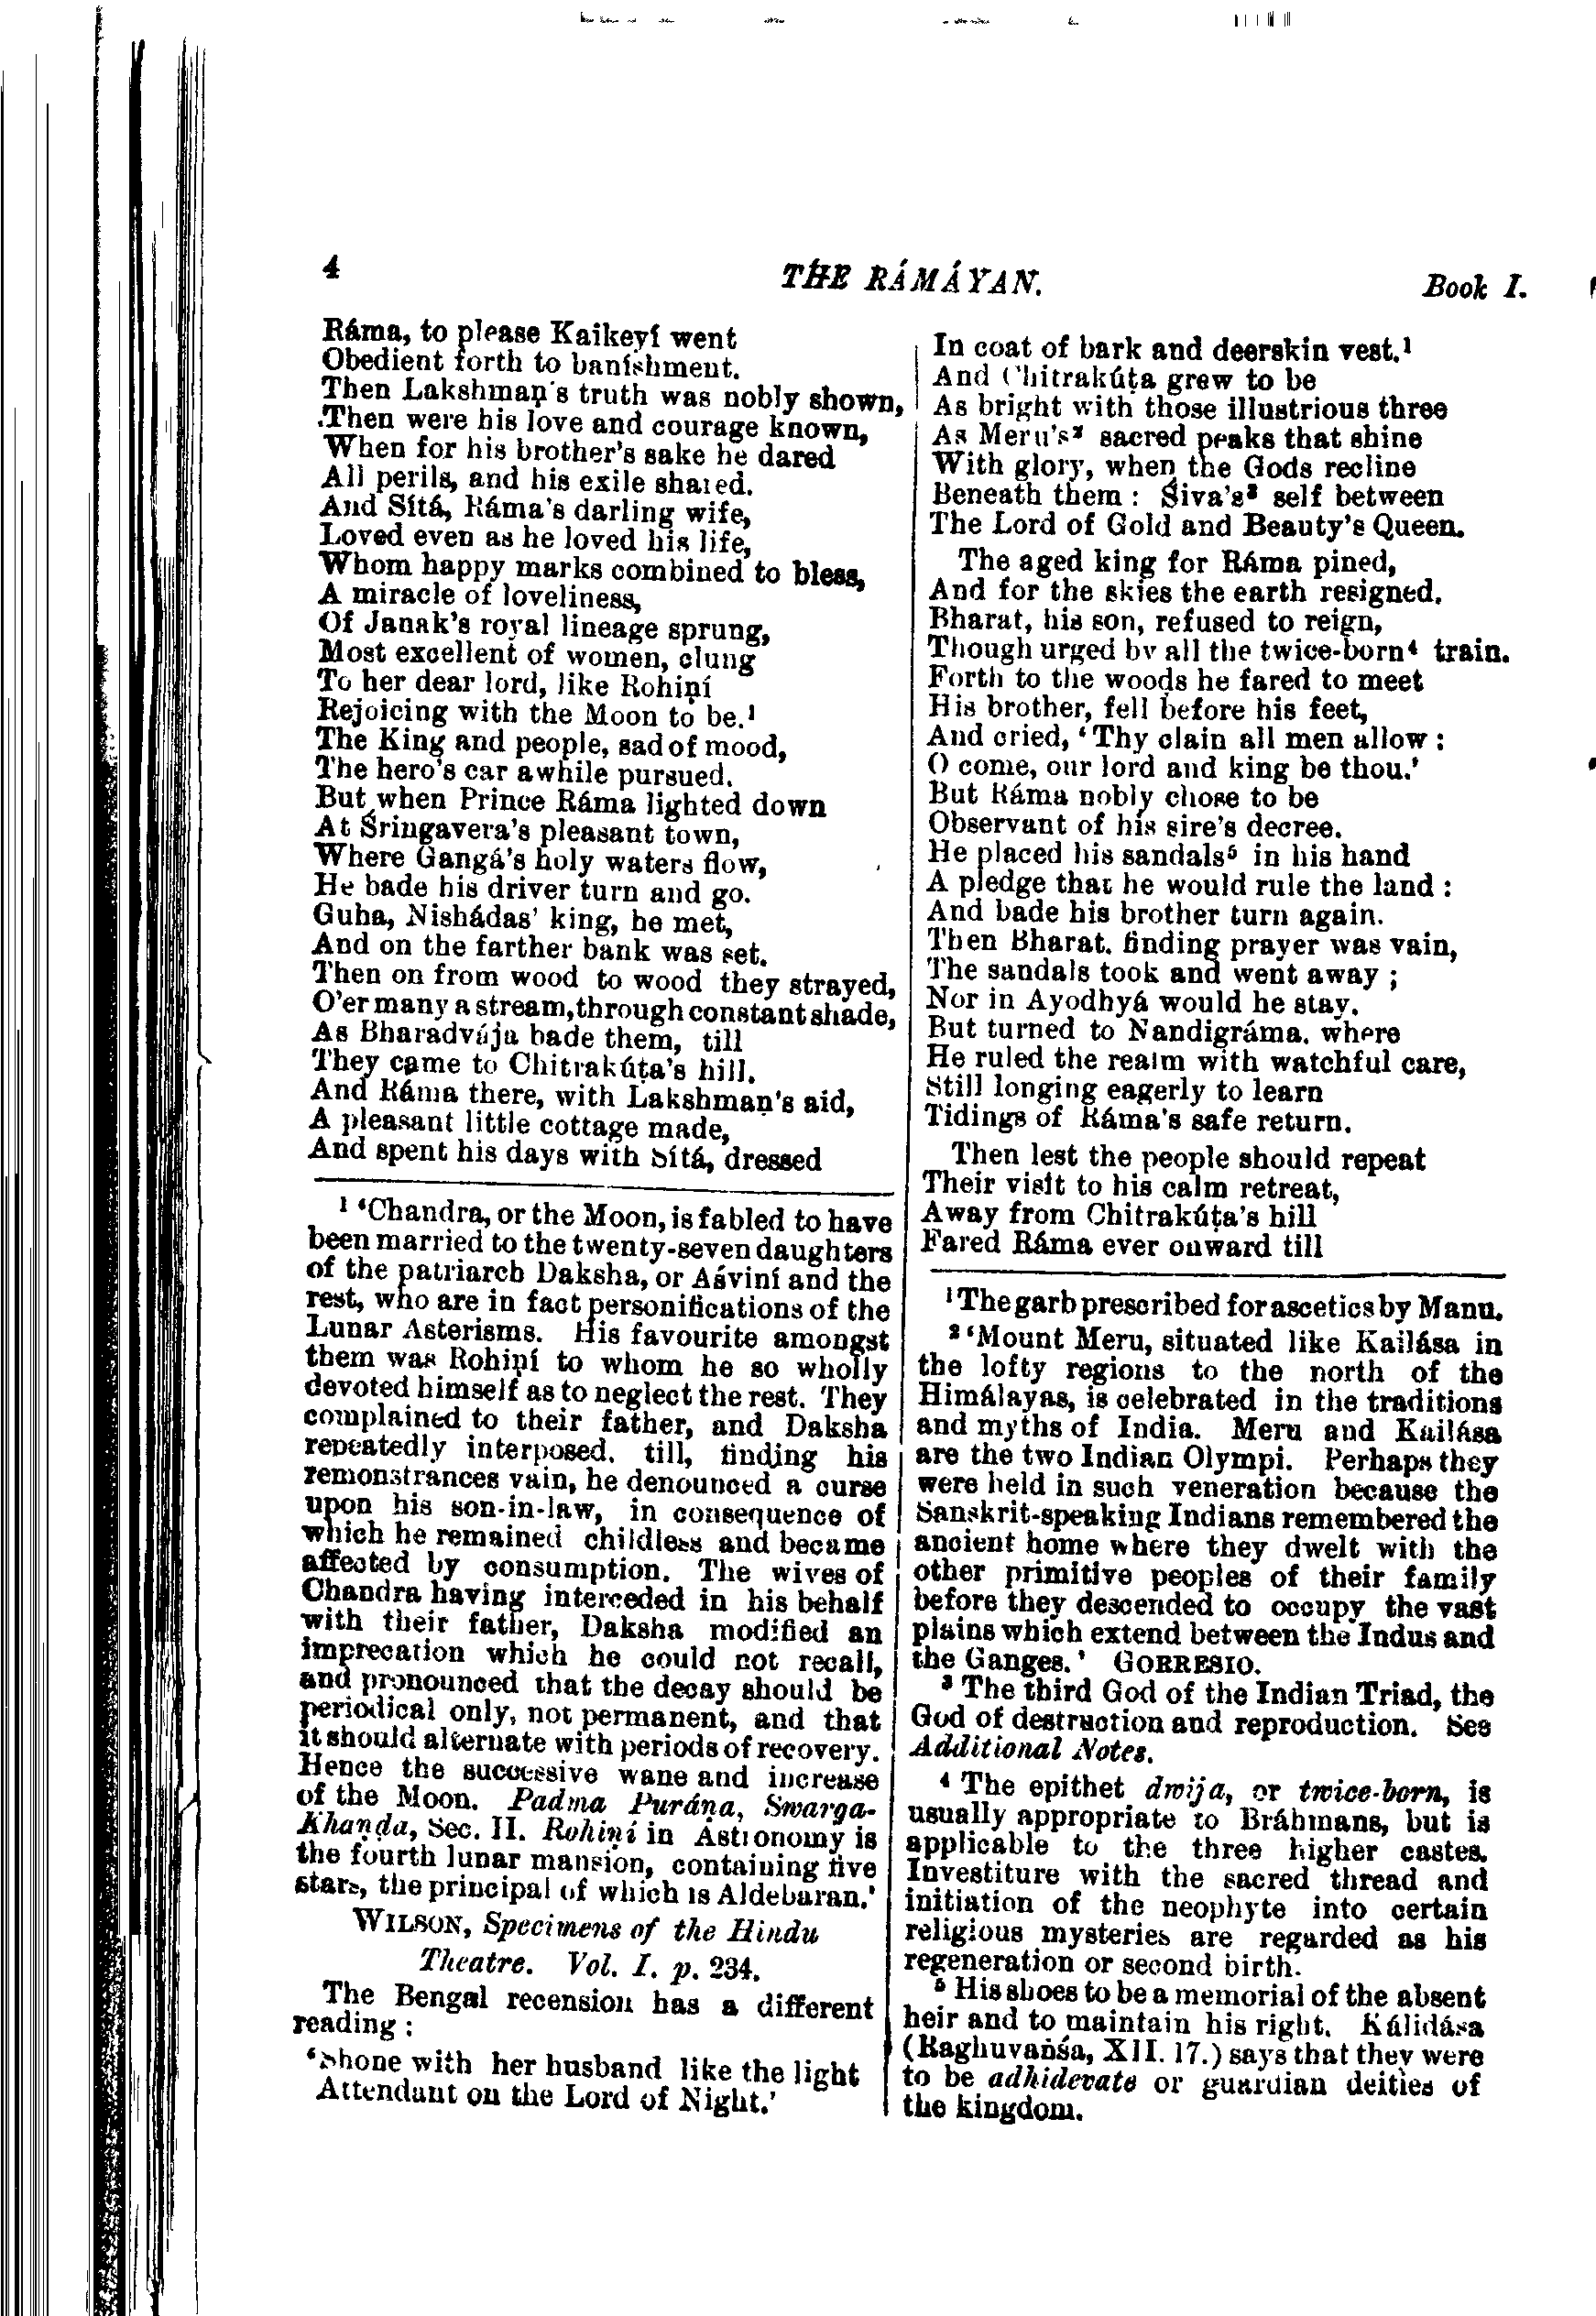 4
THE RÁMÁYAN.
Book I.
Ráma, to please Kaikeyí went
Obedient forth to banishment.
Then Lakshmaṇ's truth was nobly shown,
Then were his love and courage known,
When for his brother's sake he dared
All perils, and his exile shared.
And Sítá, Ráma's darling wife,
Loved even as he loved his life,
Whom happy marks combined to bless,
A miracle of loveliness,
Of Janak's royal lineage sprung,
Most excellent of women, clung
To her dear lord, like Rohiṇí
Rejoicing with the Moon to be.¹
The King and people, sad of mood,
The hero's car awhile pursued.
But when Prince Ráma lighted down
At Śringavera's pleasant town,
Where Gangá's holy waters flow,
He bade his driver turn and go.
Guha, Nishádas' king, he met,
And on the farther bank was set.
Then on from wood to wood they strayed,
O'er many a stream, through constant shade,
As Bharadvája bade them, till
They came to Chitrakúṭa's hill.
And Ráma there, with Lakshmaṇ's aid,
A pleasant little cottage made,
And spent his days with Sítá, dressed
¹ 'Chandra, or the Moon, is fabled to have
been married to the twenty-seven daughters
of the patriarch Daksha, or Aśviní and the
rest, who are in fact personifications of the
Lunar Asterisms. His favourite amongst
them was Rohiṇí to whom he so wholly
devoted himself as to neglect the rest. They
complained to their father, and Daksha
repeatedly interposed, till, finding his
remonstrances vain, he denounced a curse
upon his son-in-law, in consequence of
which he remained childless and became
affected by consumption. The wives of
Chandra having interceded in his behalf
with their father, Daksha modified an
imprecation which he could not recall,
and pronounced that the decay should be
periodical only, not permanent, and that
it should alternate with periods of recovery.
Hence the successive wane and increase
of the Moon. Padma Puráṇa, Swarga-
Khaṇḍa, Sec. II. Rohiṇí in Astronomy is
the fourth lunar mansion, containing five
stars, the principal of which is Aldebaran.'
WILSON, Specimens of the Hindu
Theatre. Vol. I. p. 234.
The Bengal recension has a different
reading:
'Shone with her husband like the light
Attendant on the Lord of Night.'
In coat of bark and deerskin vest.¹
And Chitrakúṭa grew to be
As bright with those illustrious three
As Meru's² sacred peaks that shine
With glory, when the Gods recline
Beneath them: Śiva's³ self between
The Lord of Gold and Beauty's Queen.
The aged king for Ráma pined,
And for the skies the earth resigned.
Bharat, his son, refused to reign,
Though urged by all the twice-born⁴ train.
Forth to the woods he fared to meet
His brother, fell before his feet,
And cried, 'Thy claim all men allow:
O come, our lord and king be thou.'
But Ráma nobly chose to be
Observant of his sire's decree.
He placed his sandals⁵ in his hand
A pledge that he would rule the land:
And bade his brother turn again.
Then Bharat, finding prayer was vain,
The sandals took and went away;
Nor in Ayodhyá would he stay.
But turned to Nandigráma, where
He ruled the realm with watchful care,
Still longing eagerly to learn
Tidings of Ráma's safe return.
Then lest the people should repeat
Their visit to his calm retreat,
Away from Chitrakúṭa's hill
Fared Ráma ever onward till
¹ The garb prescribed for ascetics by Manu.
² 'Mount Meru, situated like Kailása in
the lofty regions to the north of the
Himálayas, is celebrated in the traditions
and myths of India. Meru and Kailása
are the two Indian Olympi. Perhaps they
were held in such veneration because the
Sanskrit-speaking Indians remembered the
ancient home where they dwelt with the
other primitive peoples of their family
before they descended to occupy the vast
plains which extend between the Indus and
the Ganges.' GORRESIO.
³ The third God of the Indian Triad, the
God of destruction and reproduction. See
Additional Notes.
⁴ The epithet dwija, or twice-born, is
usually appropriate to Bráhmans, but is
applicable to the three higher castes.
Investiture with the sacred thread and
initiation of the neophyte into certain
religious mysteries are regarded as his
regeneration or second birth.
⁵ His shoes to be a memorial of the absent
heir and to maintain his right. Kálidása
(Raghuvaṅśa, XII. 17.) says that they were
to be adhidevate or guardian deities of
the kingdom.